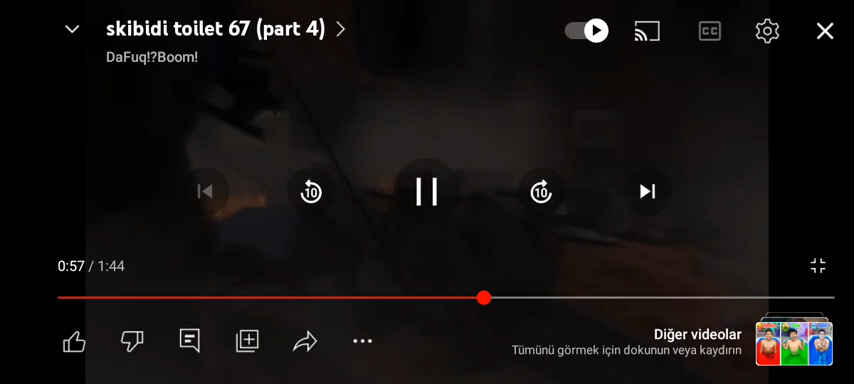 skibidi toilet 67 (part 4)
DaFuq!?Boom!
CC
10
10
0:57 / 1:44
Diğer videolar
Tümünü görmek için dokunun veya kaydırın